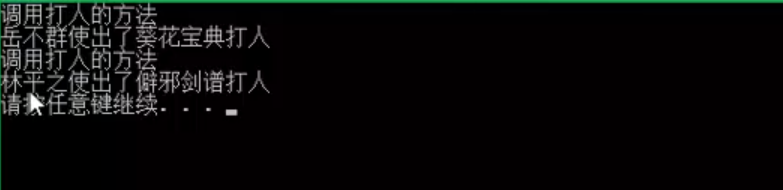 调用打人的方法
岳不群使出了葵花宝典打人
调用打人的方法
林平之使出了僻邪剑谱打人
请按任意键继续. . .